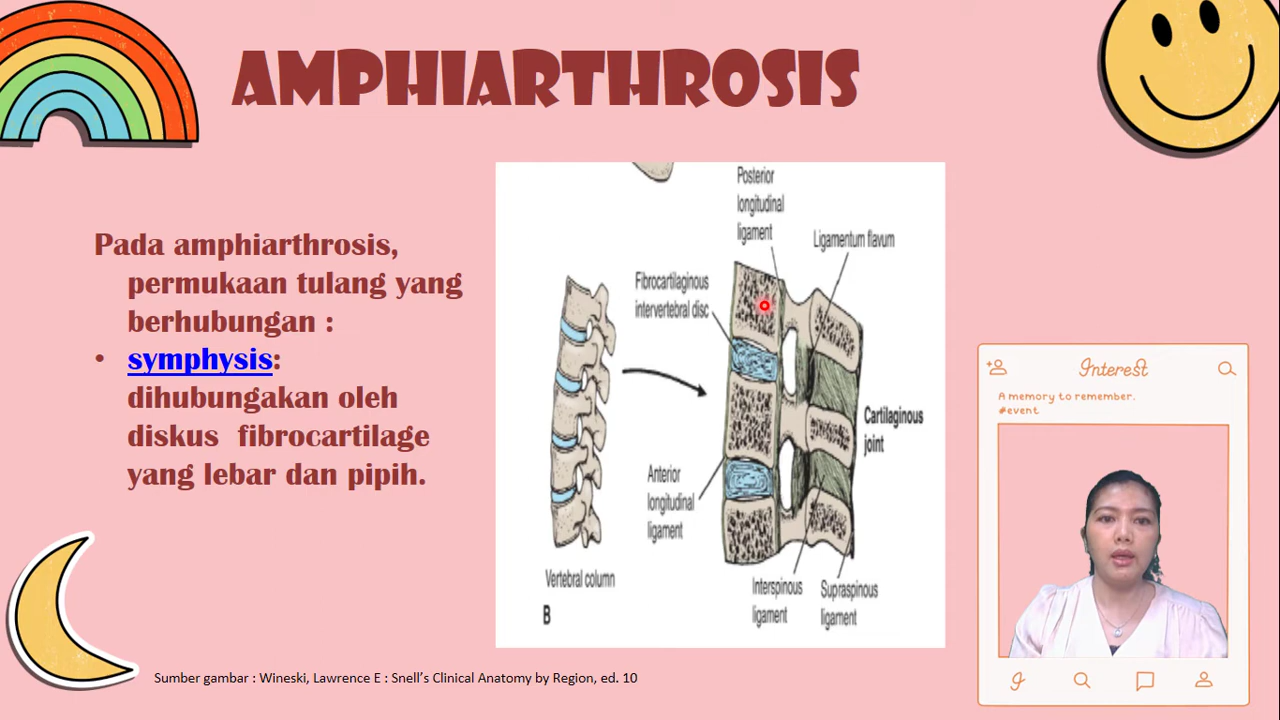 AMPHIARTHROSIS
Pada amphiarthrosis,
permukaan tulang yang
berhubungan :
• symphysis:
dihubungakan oleh
diskus fibrocartilage
yang lebar dan pipih.
Posterior
longitudinal
ligament
Ligamentum flavum
Fibrocartilaginous
intervertebral disc
Cartilaginous
joint
Anterior
longitudinal
ligament
Vertebral column
Interspinous
ligament
Supraspinous
ligament
B
Interest
A memory to remember.
#event
Sumber gambar : Wineski, Lawrence E : Snell's Clinical Anatomy by Region, ed. 10